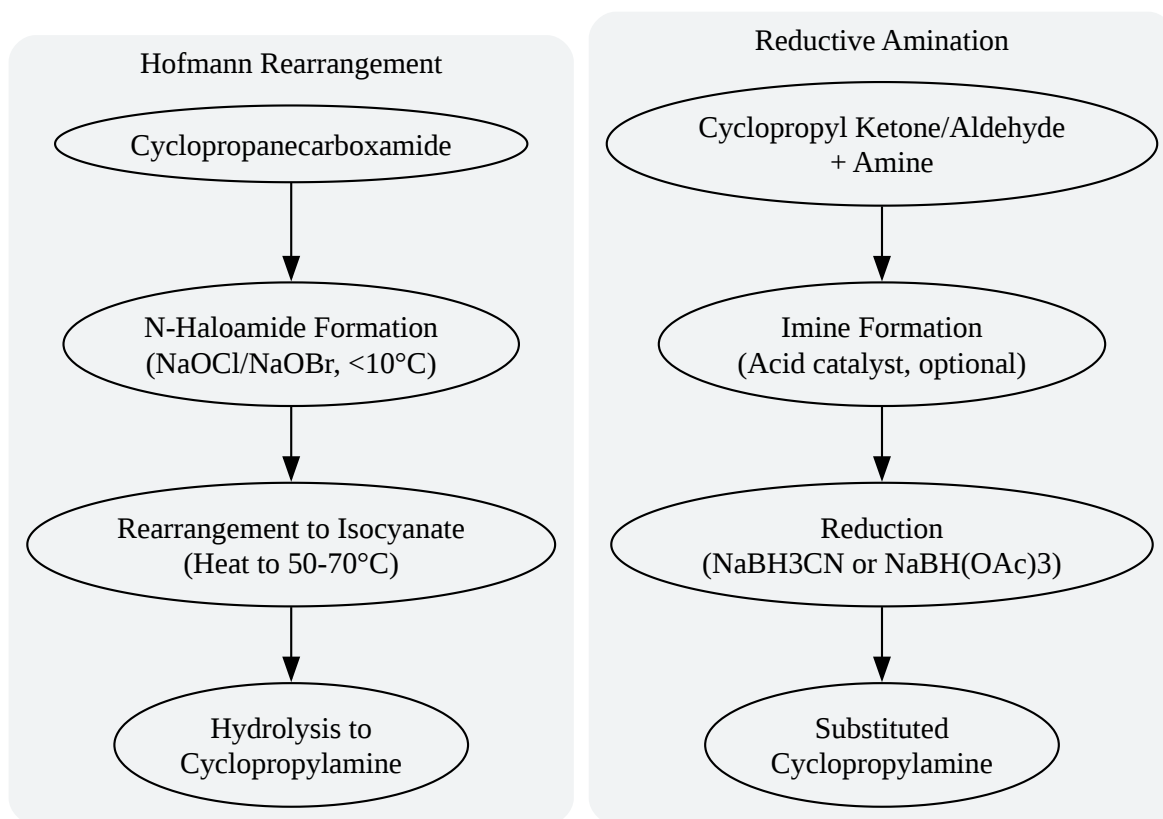 Hofmann Rearrangement
Cyclopropanecarboxamide
N-Haloamide Formation
(NaOCl/NaOBr, <10°C)
Rearrangement to Isocyanate
(Heat to 50-70°C)
Hydrolysis to
Cyclopropylamine
Reductive Amination
Cyclopropyl Ketone/Aldehyde
+ Amine
Imine Formation
(Acid catalyst, optional)
Reduction
(NaBH3CN or NaBH(OAc)3)
Substituted
Cyclopropylamine